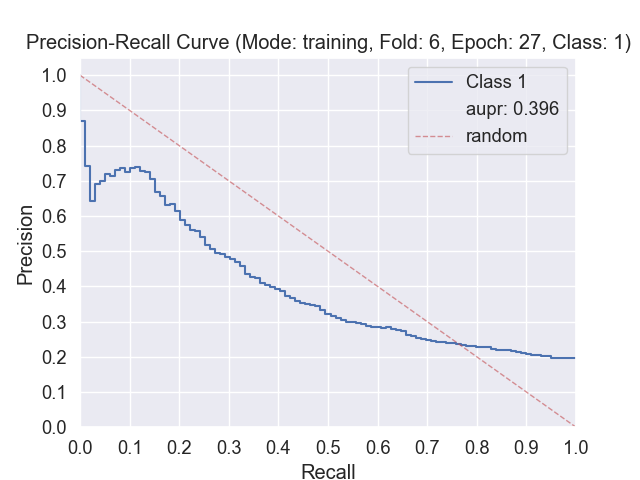 Precision-Recall Curve (Mode: training, Fold: 6, Epoch: 27, Class: 1)
1.0
0.9
0.8
0.7
0.6
0.5
0.4
0.3
0.2
0.1
0.0
Precision
Class 1
aupr: 0.396
random
0.0 0.1 0.2 0.3 0.4 0.5 0.6 0.7 0.8 0.9 1.0
Recall